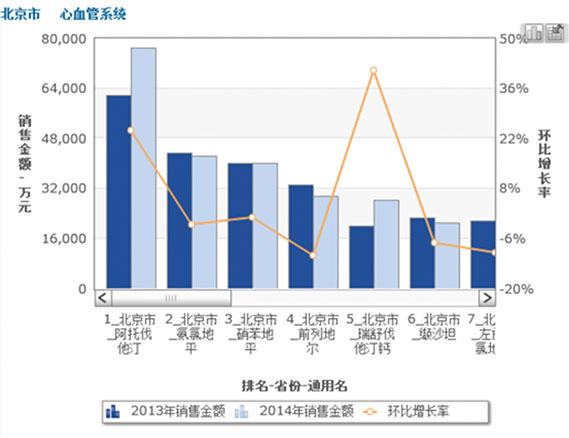 北京市 心血管系统
80,000
64,000
48,000
32,000
16,000
0
50%
36%
22%
8%
-6%
-20%
销售金额-万元
环比增长率
1_北京市_阿托伐他汀
2_北京市_氨氯地平
3_北京市_硝苯地平
4_北京市_前列地尔
5_北京市_瑞舒伐他汀钙
6_北京市_缬沙坦
7_北
_左
氯地
排名-省份-通用名
2013年销售金额 2014年销售金额 环比增长率